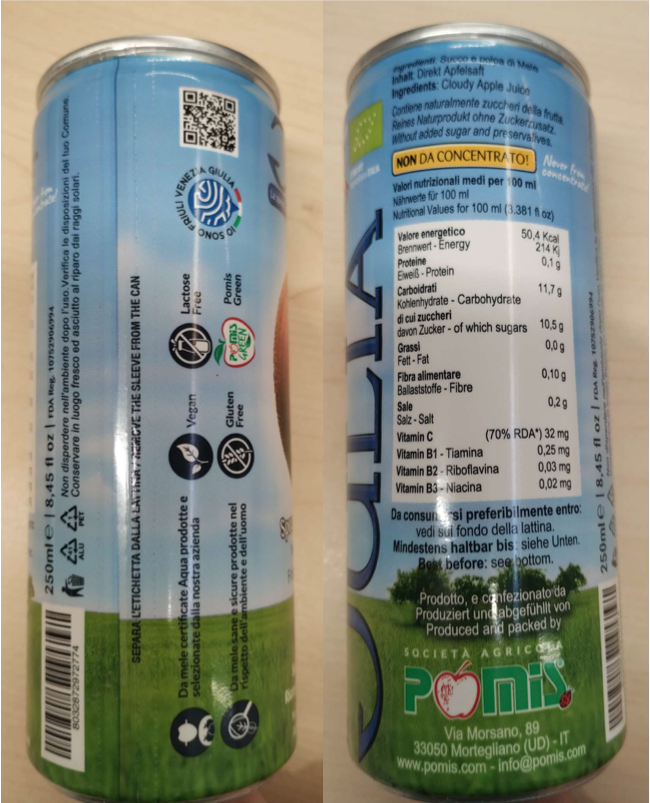 250ml e | 8.45 fl oz | FDA Reg. 10752906994
Non disperdere nell'ambiente dopo l'uso. Verifica le disposizioni del tuo Comune.
Conservare in luogo fresco ed asciutto al riparo dai raggi solari.
ALU
PET
8032872972774
SEPARA L'ETICHETTA DALLA LATTINA / REMOVE THE SLEEVE FROM THE CAN
Da mele certificate Aqua prodotte e
selezionate dalla nostra azienda
Da mele sane e sicure prodotte nel
rispetto dell'ambiente e dell'uomo
Vegan
Gluten
Free
Lactose
Free
Pomis
Green
POMIS
GREEN
IO SONO FRIULI VENEZIA GIULIA
Ingredienti: Succo e polpa di Mele
Inhalt: Direkt Apfelsaft
Ingredients: Cloudy Apple Juice
Contiene naturalmente zuccheri della frutta.
Reines Naturprodukt ohne Zuckerzusatz.
Without added sugar and preservatives.
NON DA CONCENTRATO!
Never from
concentrate!
Valori nutrizionali medi per 100 ml
Nährwerte für 100 ml
Nutritional Values for 100 ml (3.381 fl oz)
Valore energetico 50,4 Kcal
Brennwert - Energy 214 Kj
Proteine 0,1 g
Eiweiß - Protein
Carboidrati 11,7 g
Kohlenhydrate - Carbohydrate
di cui zuccheri
davon Zucker - of which sugars 10,5 g
Grassi 0,0 g
Fett - Fat
Fibra alimentare 0,10 g
Ballaststoffe - Fibre
Sale 0,2 g
Salz - Salt
Vitamin C (70% RDA*) 32 mg
Vitamin B1 - Tiamina 0,25 mg
Vitamin B2 - Riboflavina 0,03 mg
Vitamin B3 - Niacina 0,02 mg
Da consumarsi preferibilmente entro:
vedi sul fondo della lattina.
Mindestens haltbar bis: siehe Unten.
Best before: see bottom.
Prodotto, e confezionato da
Produziert und abgefühllt von
Produced and packed by
SOCIETÀ AGRICOLA
POMIS
Via Morsano, 89
33050 Mortegliano (UD) - IT
www.pomis.com - info@pomis.com
250ml e | 8,45 fl oz | FDA Reg. 10752906994